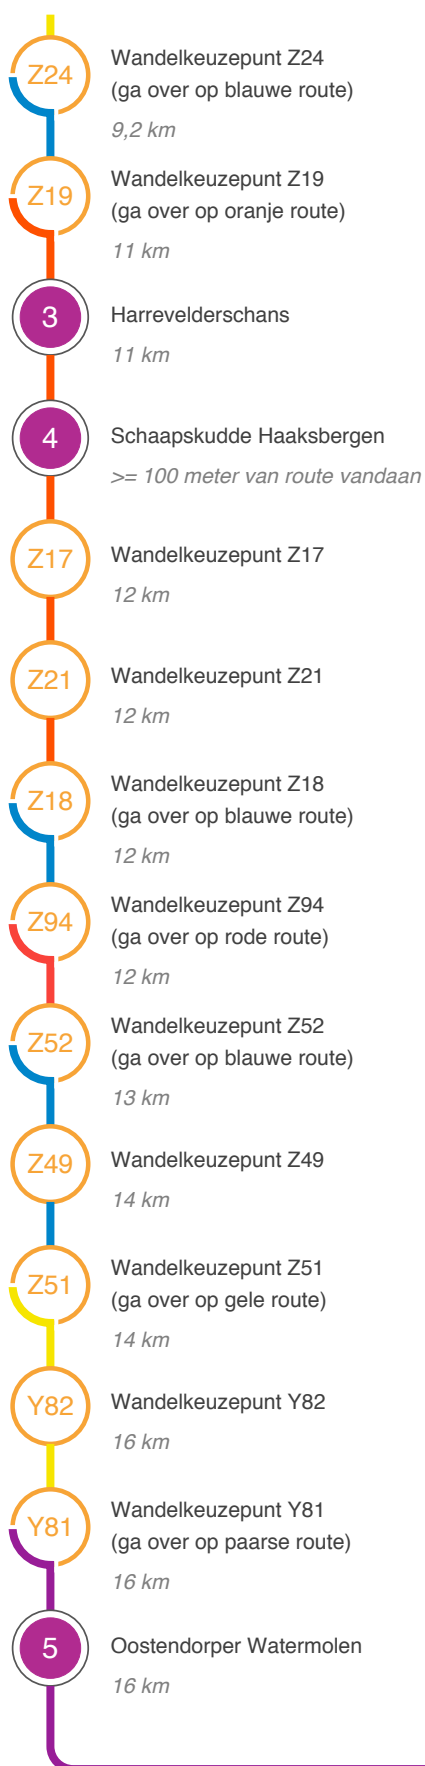 Z24
Wandelkeuzepunt Z24
(ga over op blauwe route)
9,2 km
Z19
Wandelkeuzepunt Z19
(ga over op oranje route)
11 km
3
Harrevelderschans
11 km
4
Schaapskudde Haaksbergen
>= 100 meter van route vandaan
Z17
Wandelkeuzepunt Z17
12 km
Z21
Wandelkeuzepunt Z21
12 km
Z18
Wandelkeuzepunt Z18
(ga over op blauwe route)
12 km
Z94
Wandelkeuzepunt Z94
(ga over op rode route)
12 km
Z52
Wandelkeuzepunt Z52
(ga over op blauwe route)
13 km
Z49
Wandelkeuzepunt Z49
14 km
Z51
Wandelkeuzepunt Z51
(ga over op gele route)
14 km
Y82
Wandelkeuzepunt Y82
16 km
Y81
Wandelkeuzepunt Y81
(ga over op paarse route)
16 km
5
Oostendorper Watermolen
16 km